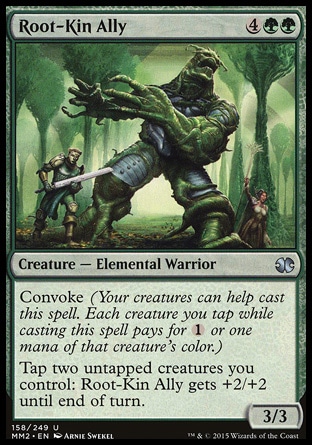 Root-Kin Ally 4
Creature — Elemental Warrior
Convoke (Your creatures can help cast
this spell. Each creature you tap while
casting this spell pays for 1 or one
mana of that creature's color.)
Tap two untapped creatures you
control: Root-Kin Ally gets +2/+2
until end of turn.
158/249 U
MM2 • EN Arnie Swekel
™ & © 2015 Wizards of the Coast
3/3